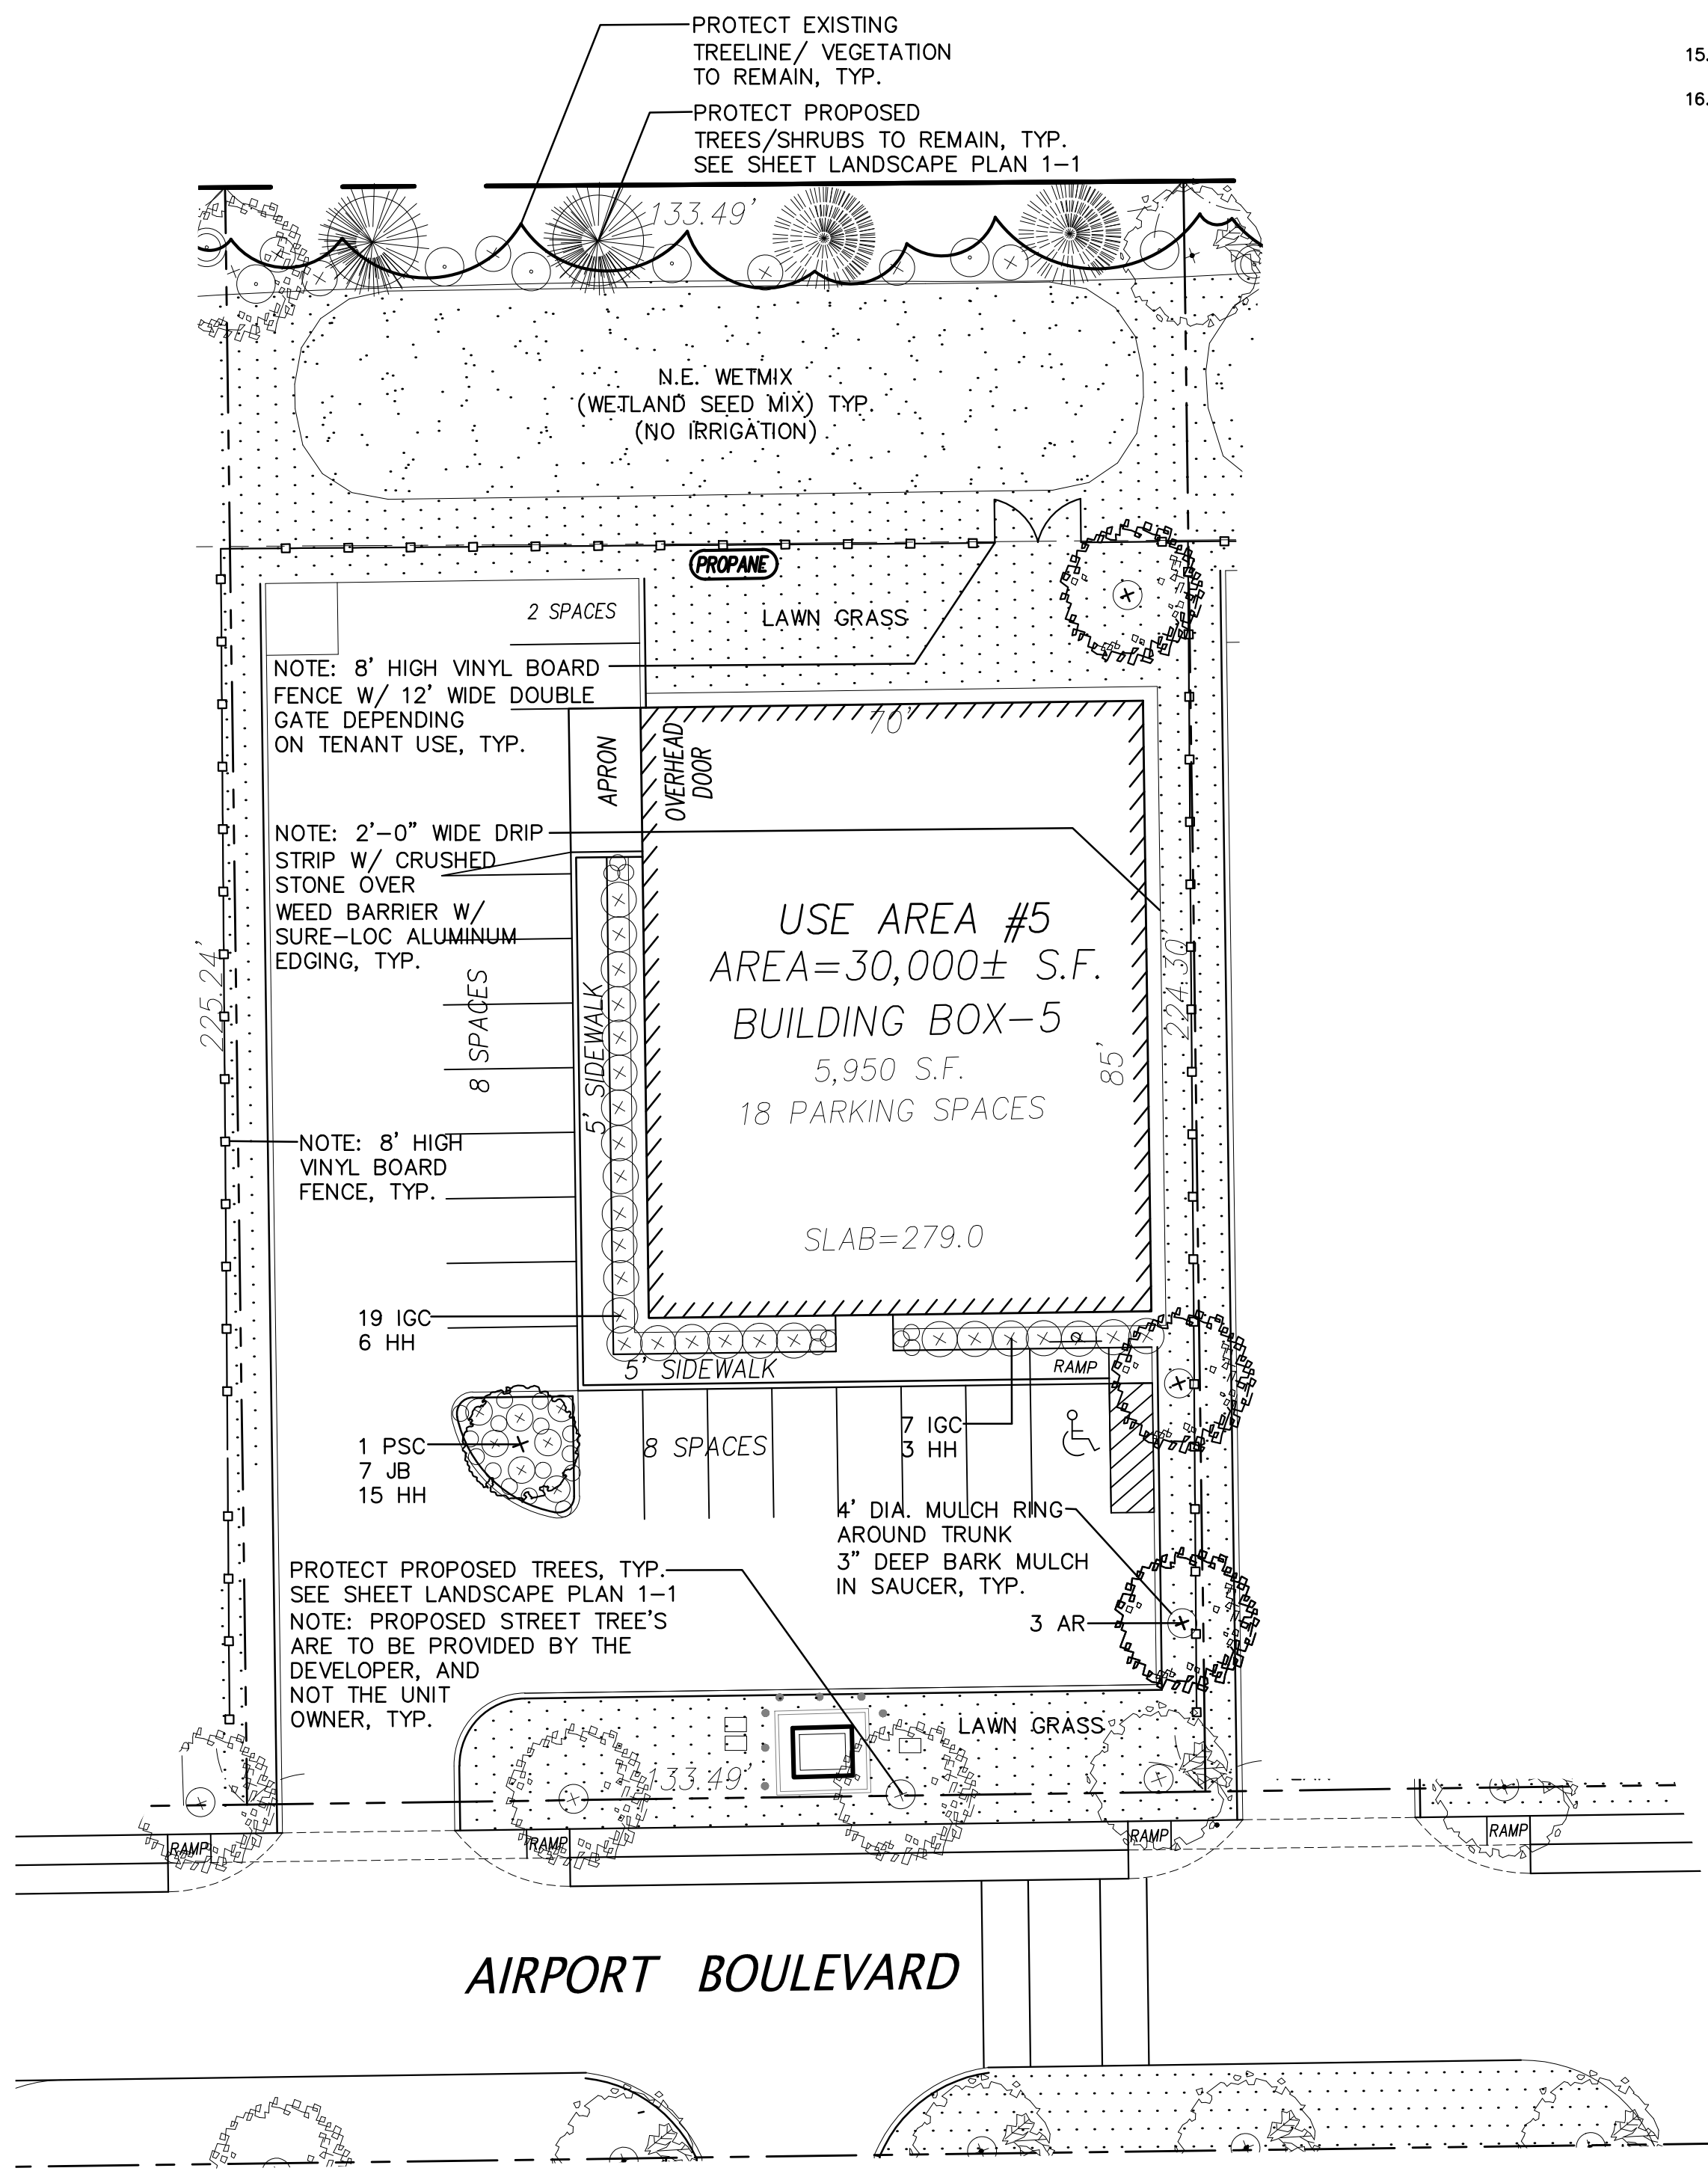 PROTECT EXISTING
TREELINE/ VEGETATION
TO REMAIN, TYP.
15.
16.
PROTECT PROPOSED
TREES/SHRUBS TO REMAIN, TYP.
SEE SHEET LANDSCAPE PLAN 1-1
133.49'
N.E. WETMIX
(WETLAND SEED MIX) TYP.
(NO IRRIGATION)
PROPANE
2 SPACES
LAWN GRASS
NOTE: 8' HIGH VINYL BOARD
FENCE W/ 12' WIDE DOUBLE
GATE DEPENDING
ON TENANT USE, TYP.
70'
APRON
OVERHEAD
DOOR
NOTE: 2'-0" WIDE DRIP
STRIP W/ CRUSHED
STONE OVER
WEED BARRIER W/
SURE-LOC ALUMINUM
EDGING, TYP.
225.24'
8 SPACES
5' SIDEWALK
USE AREA #5
AREA=30,000± S.F.
BUILDING BOX-5
5,950 S.F.
18 PARKING SPACES
85'
224.30'
NOTE: 8' HIGH
VINYL BOARD
FENCE, TYP.
SLAB=279.0
19 IGC
6 HH
5' SIDEWALK
RAMP
7 IGC
3 HH
8 SPACES
1 PSC
7 JB
15 HH
4' DIA. MULCH RING
AROUND TRUNK
3" DEEP BARK MULCH
IN SAUCER, TYP.
3 AR
PROTECT PROPOSED TREES, TYP.
SEE SHEET LANDSCAPE PLAN 1-1
NOTE: PROPOSED STREET TREE'S
ARE TO BE PROVIDED BY THE
DEVELOPER, AND
NOT THE UNIT
OWNER, TYP.
LAWN GRASS
133.49'
RAMP
RAMP
RAMP
RAMP
AIRPORT BOULEVARD